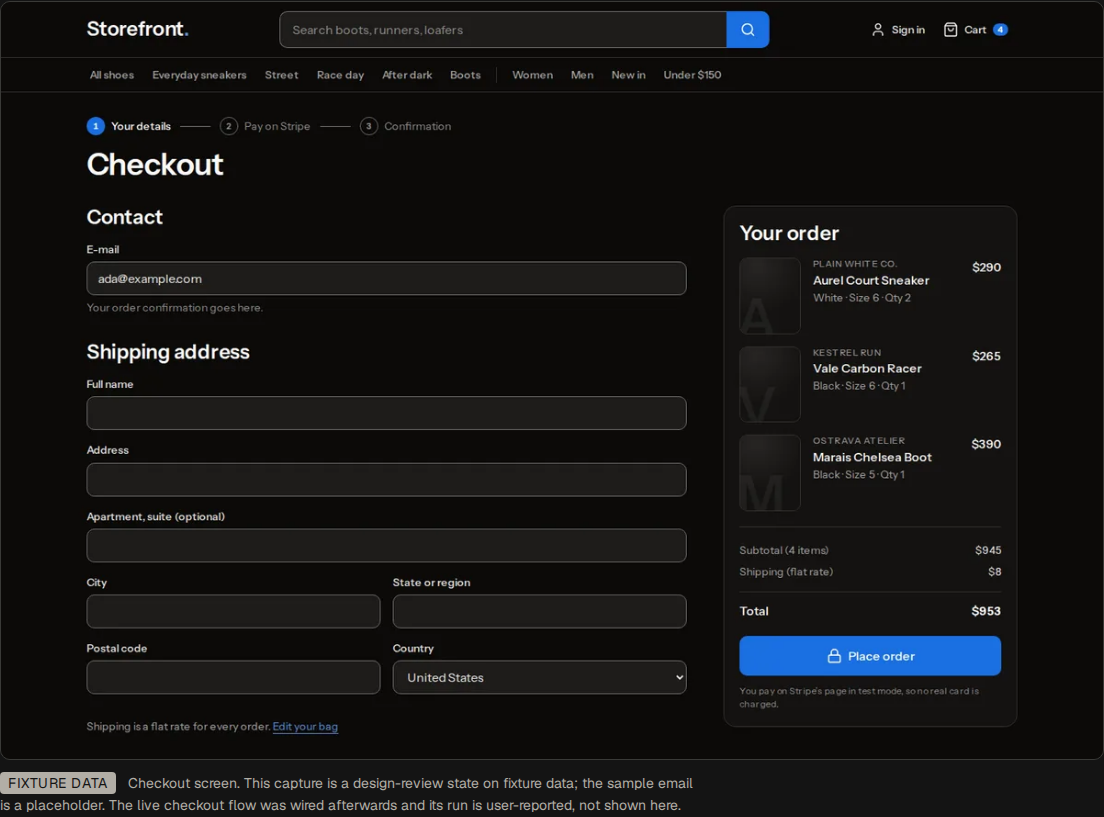 Storefront.
Search boots, runners, loafers
Sign in
Cart 4
All shoes Everyday sneakers Street Race day After dark Boots Women Men New in Under $150
1 Your details 2 Pay on Stripe 3 Confirmation
Checkout
Contact
E-mail
ada@example.com
Your order confirmation goes here.
Shipping address
Full name
Address
Apartment, suite (optional)
City State or region
Postal code Country
United States
Shipping is a flat rate for every order. Edit your bag
Your order
A
PLAIN WHITE CO.
Aurel Court Sneaker
White · Size 6 · Qty 2
$290
V
KESTREL RUN
Vale Carbon Racer
Black · Size 6 · Qty 1
$265
M
OSTRAVA ATELIER
Marais Chelsea Boot
Black · Size 5 · Qty 1
$390
Subtotal (4 items) $945
Shipping (flat rate) $8
Total $953
Place order
You pay on Stripe's page in test mode, so no real card is
charged.
FIXTURE DATA Checkout screen. This capture is a design-review state on fixture data; the sample email
is a placeholder. The live checkout flow was wired afterwards and its run is user-reported, not shown here.